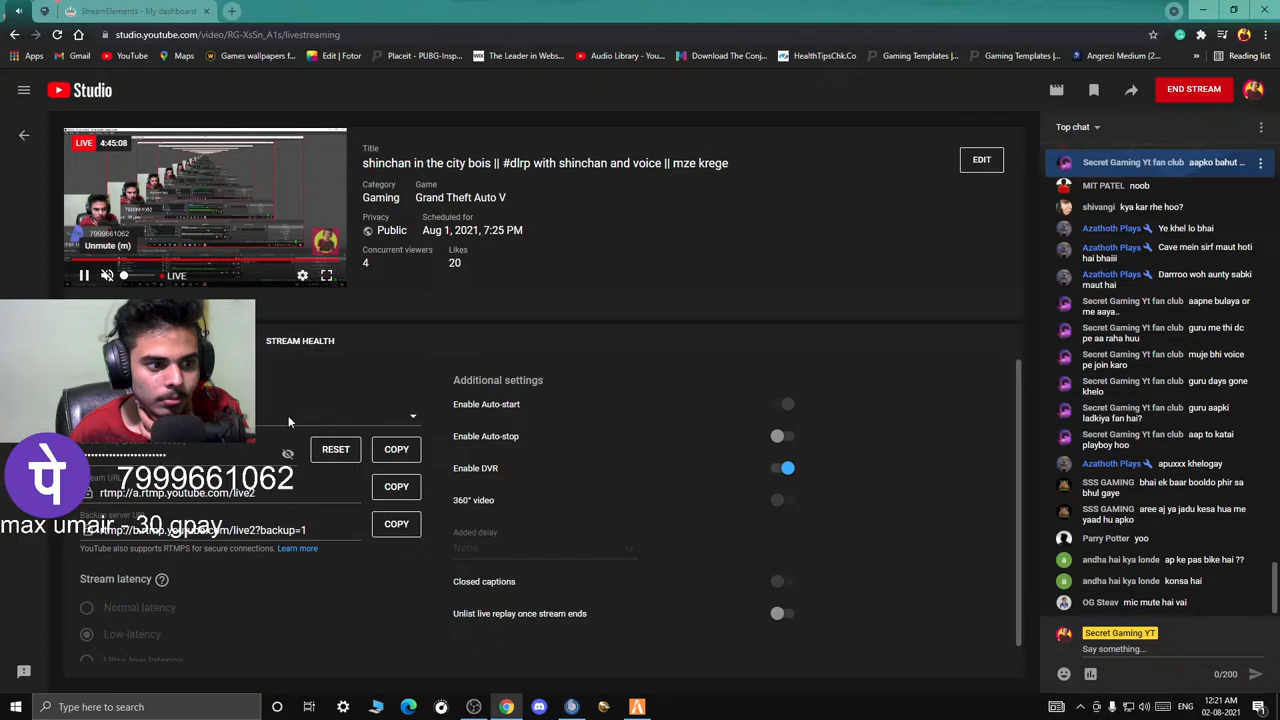 StreamElements - My dashboard
studio.youtube.com/video/RG-XsSn_A1s/livestreaming
Apps
Gmail
YouTube
Maps
Games wallpapers f...
Edit | Fotor
Placeit - PUBG-Insp...
The Leader in Webs...
Audio Library - You...
Download The Conj...
HealthTipsChk.Co
Gaming Templates |...
Gaming Templates |...
Angrezi Medium (2...
Reading list
Studio
END STREAM
LIVE 4:45:08
7999661062
Unmute (m)
LIVE
Title
shinchan in the city bois || #dlrp with shinchan and voice || mze krege
EDIT
Category
Game
Gaming
Grand Theft Auto V
Privacy
Scheduled for
Public
Aug 1, 2021, 7:25 PM
Concurrent viewers
Likes
4
20
STREAM HEALTH
RESET
COPY
पे
7999661062
rtmp://a.rtmp.youtube.com/live2
COPY
max umair - 30 gpay
Backup server URL
rtmp://b.rtmp.youtube.com/live2?backup=1
COPY
YouTube also supports RTMPS for secure connections. Learn more
Stream latency
Normal latency
Low-latency
Ultra low-latency
Additional settings
Enable Auto-start
Enable Auto-stop
Enable DVR
360° video
Added delay
None
Closed captions
Unlist live replay once stream ends
Top chat
Secret Gaming Yt fan club aapko bahut ...
MIT PATEL noob
shivangi kya kar rhe hoo?
Azathoth Plays Ye khel lo bhai
Azathoth Plays Cave mein sirf mauti
hai bhaiii
Azathoth Plays Darrroo woh aunty sabki
maut hai
Secret Gaming Yt fan club aapne bulaya or
me aaya..
Secret Gaming Yt fan club guru me thi dc
pe aa raha huu
Secret Gaming Yt fan club muje bhi voice
pe join karo
Secret Gaming Yt fan club guru days gone
khelo
Secret Gaming Yt fan club guru aapki
ladkiya fan hai?
Secret Gaming Yt fan club aap to katai
playboy hoo
Azathoth Plays apuxxx khelogay
SSS GAMING bhai ek baar booldo phir sa
bhul gaye
SSS GAMING aree aj ya jadu kesa hua me
yaad hu apko
Parry Potter yoo
andha hai kya londe ap ke pas bike hai ??
andha hai kya londe konsa hai
OG Steav mic mute hai vai
Secret Gaming YT
Say something...
0/200
Type here to search
ENG
12:21 AM
02-08-2021